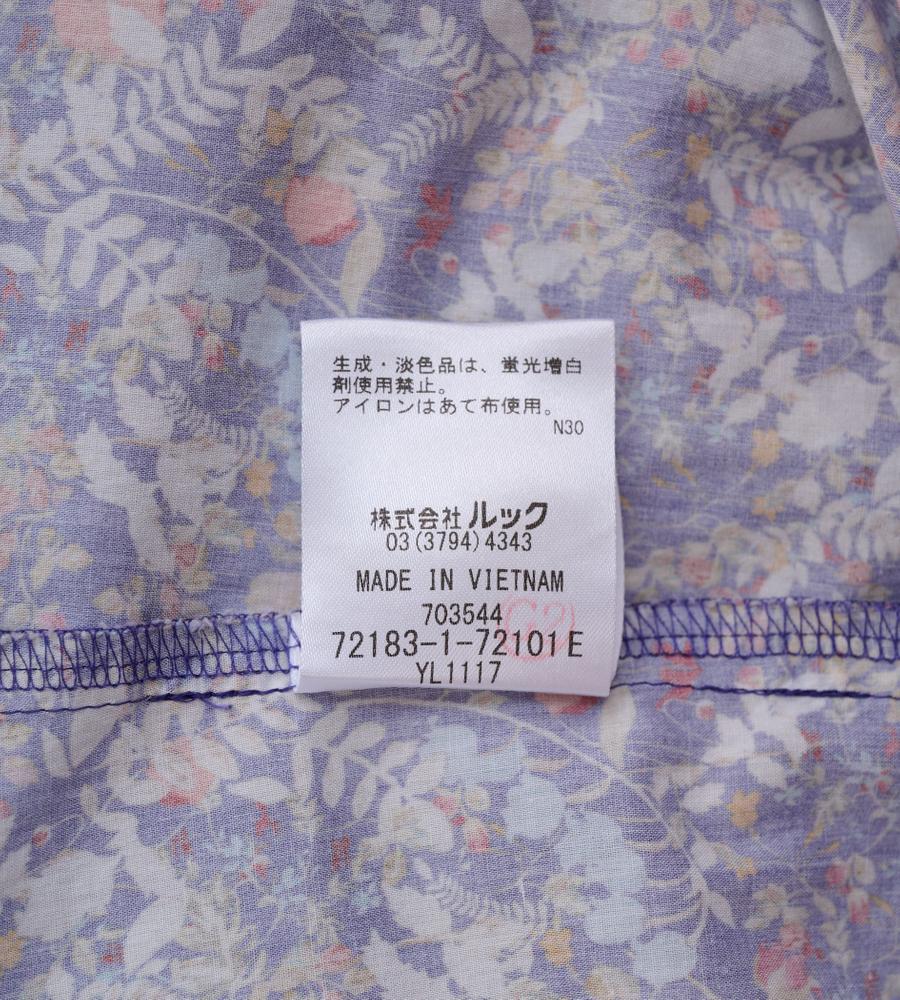 生成・淡色品は、蛍光増白
剤使用禁止。
アイロンはあて布使用。
N30
株式会社ルック
03(3794)4343
MADE IN VIETNAM
703544
72183-1-72101E
YL1117